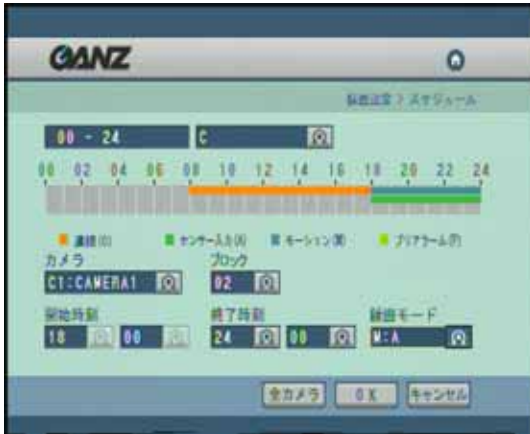 GANZ
録画設定 > スケジュール
00 - 24 C
00 02 04 06 08 10 12 14 16 18 20 22 24
連続(C) センサー入力(A) モーション(M) プリアラーム(P)
カメラ ブロック
C1:CAMERA1 02
開始時刻 終了時刻 録画モード
18 00 24 00 M:A
全カメラ OK キャンセル